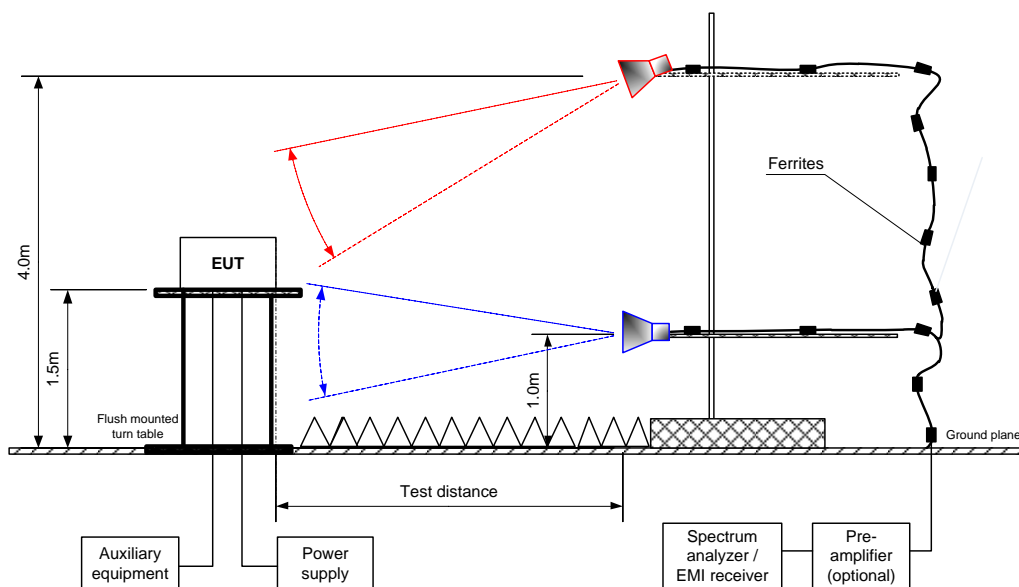 4.0m
Ferrites
EUT
1.5m
1.0m
Flush mounted
turn table
Ground plane
Test distance
Auxiliary
equipment
Power
supply
Spectrum
analyzer /
EMI receiver
Pre-
amplifier
(optional)